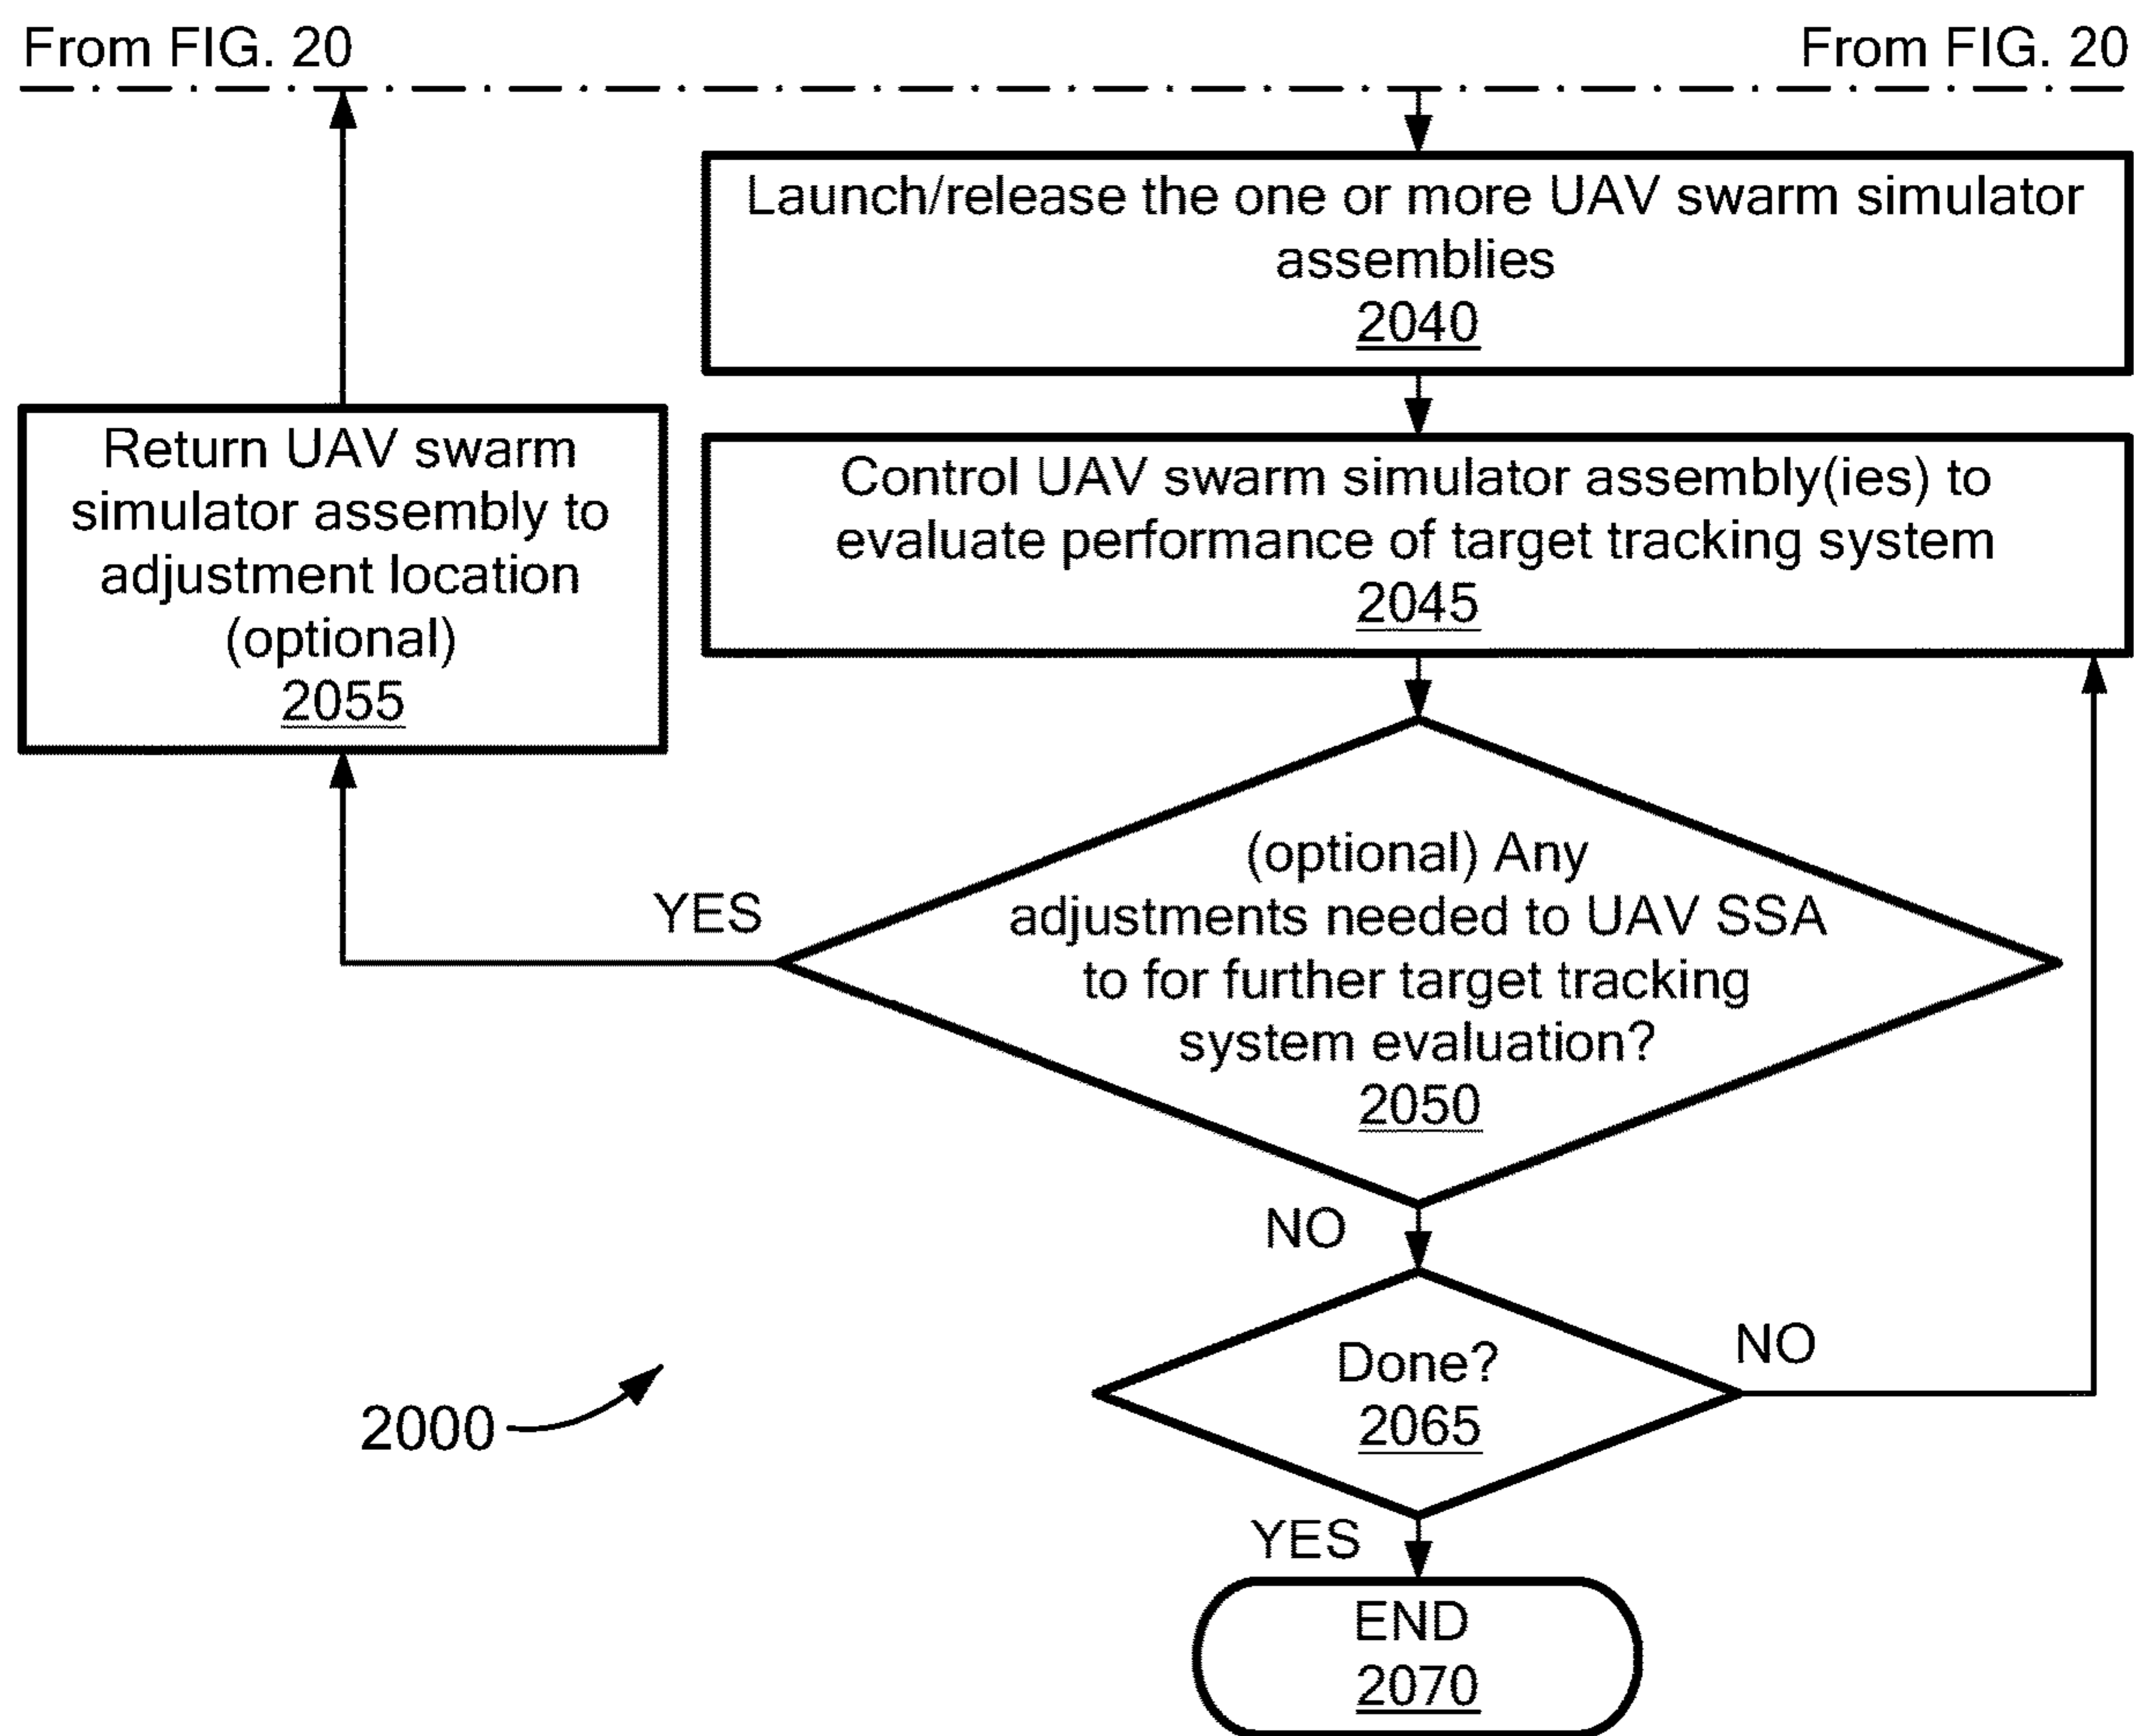 From FIG. 20
From FIG. 20
Launch/release the one or more UAV swarm simulator
assemblies
2040
Return UAV swarm
simulator assembly to
adjustment location
(optional)
2055
Control UAV swarm simulator assembly(ies) to
evaluate performance of target tracking system
2045
(optional) Any
adjustments needed to UAV SSA
to for further target tracking
system evaluation?
2050
YES
NO
Done?
2065
NO
2000
YES
END
2070